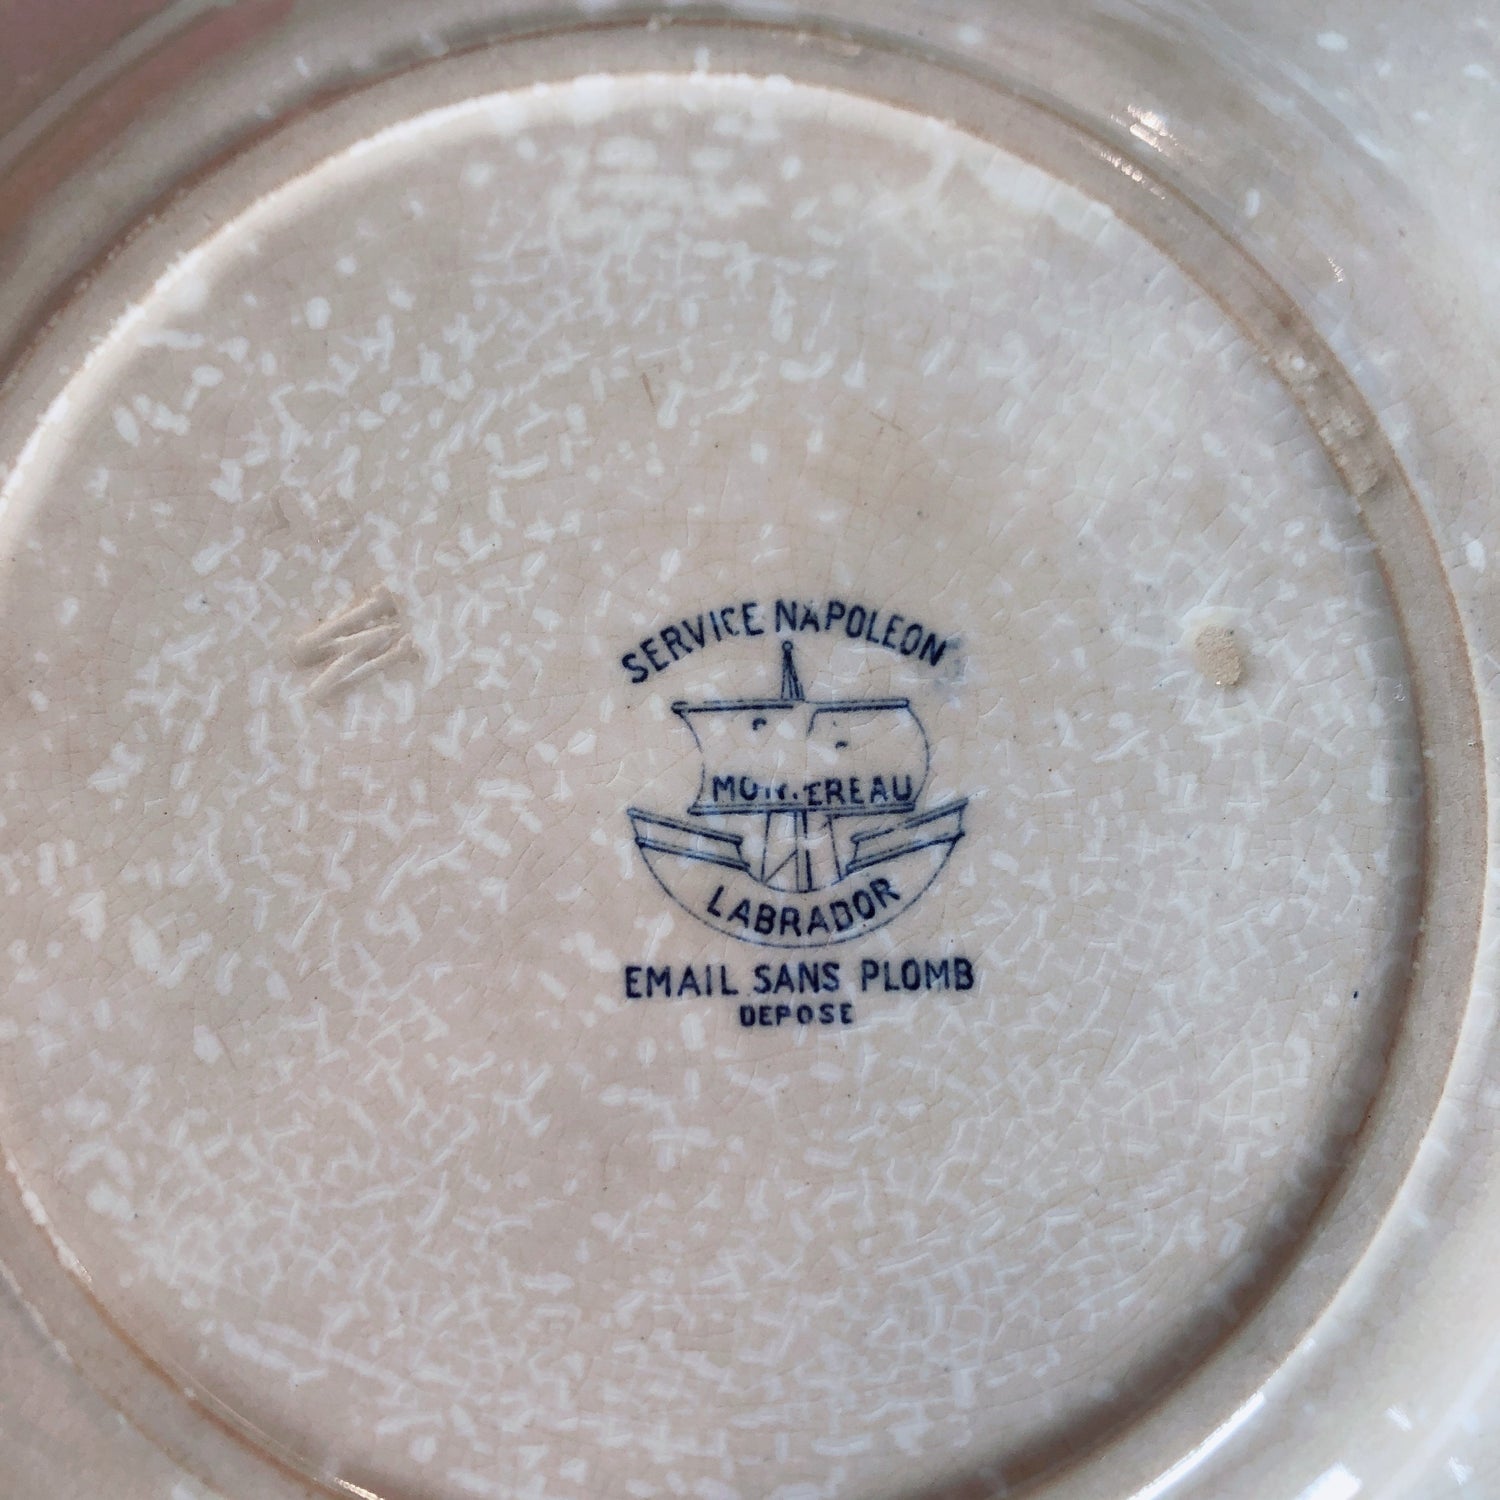 SERVICE NAPOLEON
MONTEREAU
LABRADOR
EMAIL SANS PLOMB
DEPOSE